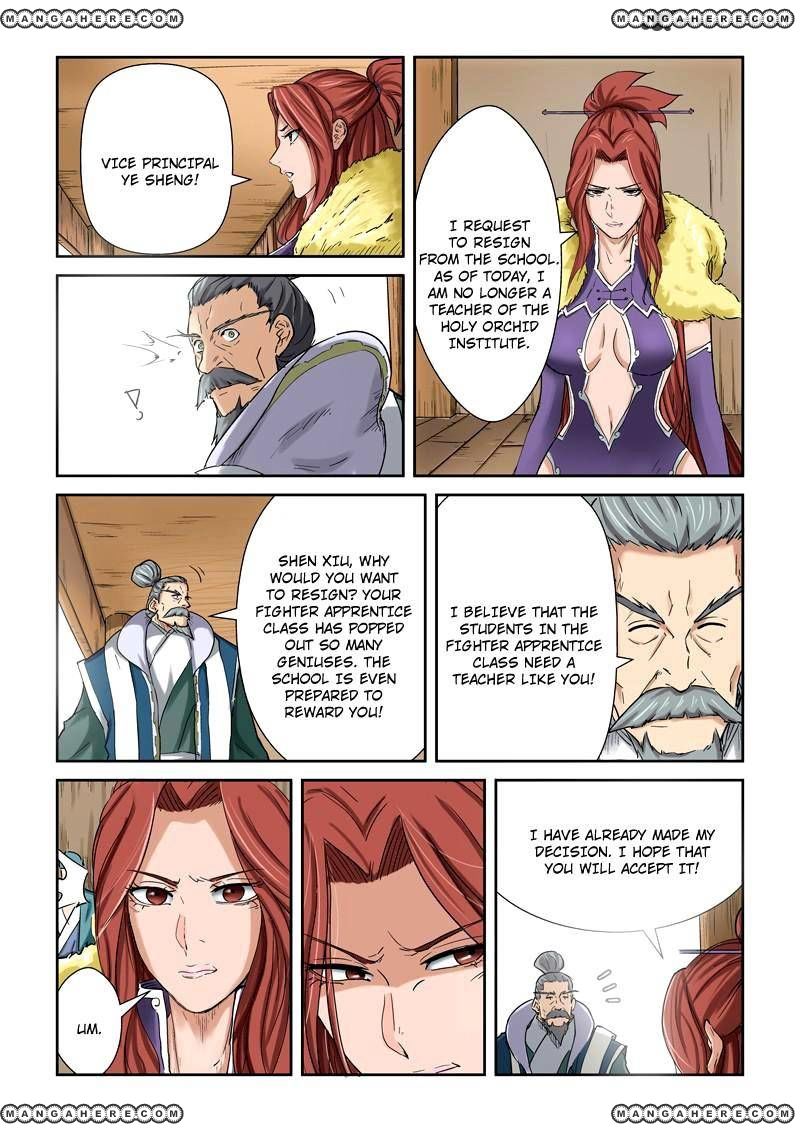 MANGAHERE.COM
MANGAHERE.COM
VICE PRINCIPAL
YE SHENG!
I REQUEST
TO RESIGN
FROM THE SCHOOL.
AS OF TODAY, I
AM NO LONGER A
TEACHER OF THE
HOLY ORCHID
INSTITUTE.
SHEN XIU, WHY
WOULD YOU WANT
TO RESIGN? YOUR
FIGHTER APPRENTICE
CLASS HAS POPPED
OUT SO MANY
GENIUSES. THE
SCHOOL IS EVEN
PREPARED TO
REWARD YOU!
I BELIEVE THAT THE
STUDENTS IN THE
FIGHTER APPRENTICE
CLASS NEED A
TEACHER LIKE YOU!
UM.
I HAVE ALREADY MADE MY
DECISION. I HOPE THAT
YOU WILL ACCEPT IT!
MANGAHERE.COM
MANGAHERE.COM